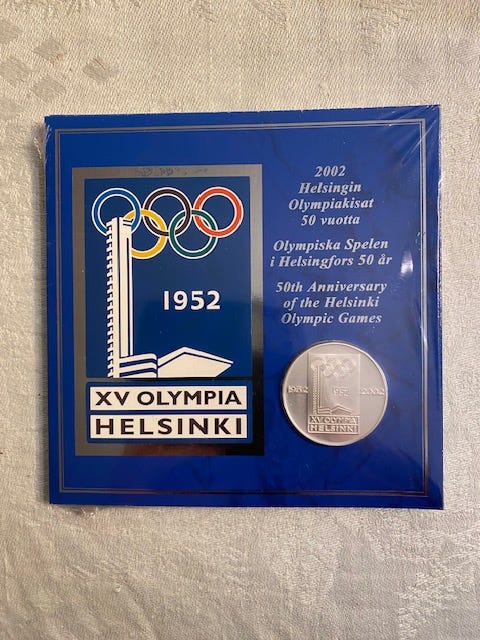 1952
XV OLYMPIA
HELSINKI
2002
Helsingin
Olympiakisat
50 vuotta
Olympiska Spelen
i Helsingfors 50 år
50th Anniversary
of the Helsinki
Olympic Games
1952 1952 2002
XV OLYMPIA
HELSINKI